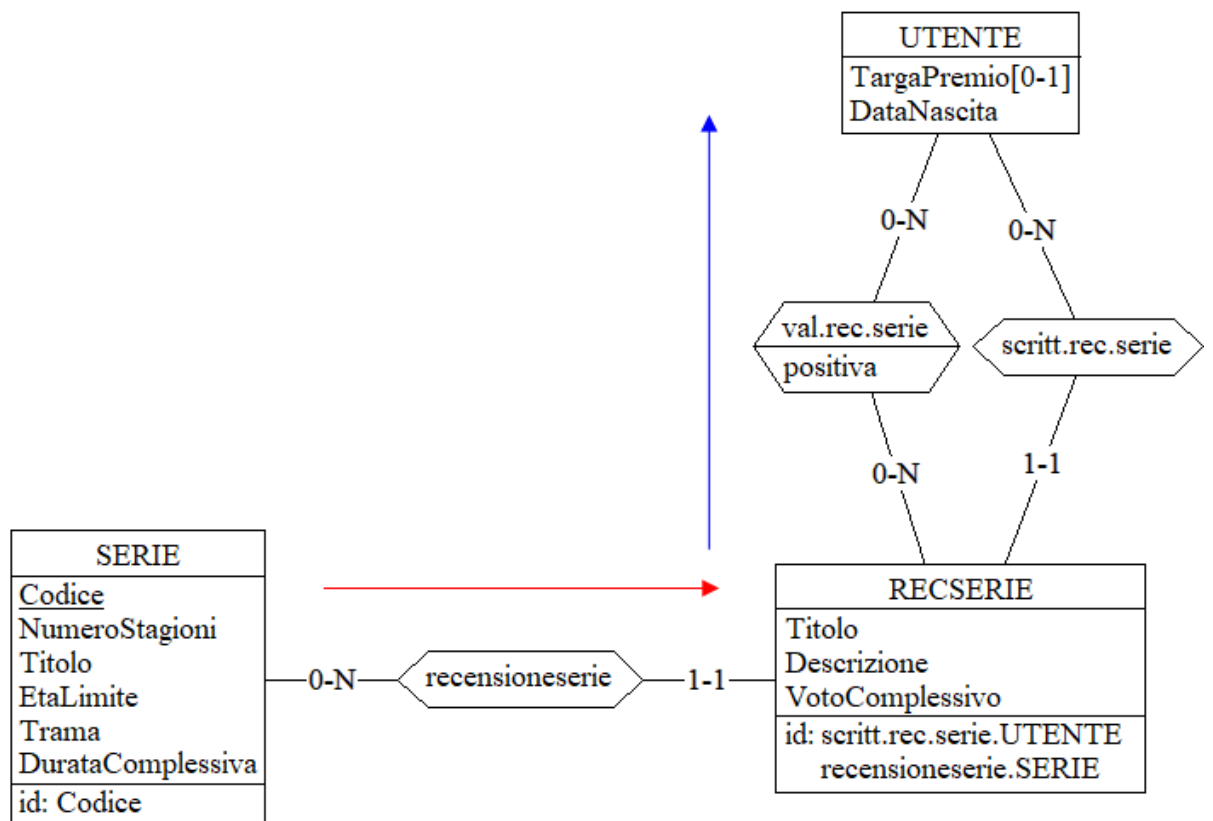 UTENTE
TargaPremio[0-1]
DataNascita
0-N
0-N
val.rec.serie
positiva
scritt.rec.serie
0-N
1-1
SERIE
Codice
NumeroStagioni
Titolo
EtaLimite
Trama
DurataComplessiva
id: Codice
0-N
recensioneserie
1-1
RECSERIE
Titolo
Descrizione
VotoComplessivo
id: scritt.rec.serie.UTENTE
recensioneserie.SERIE